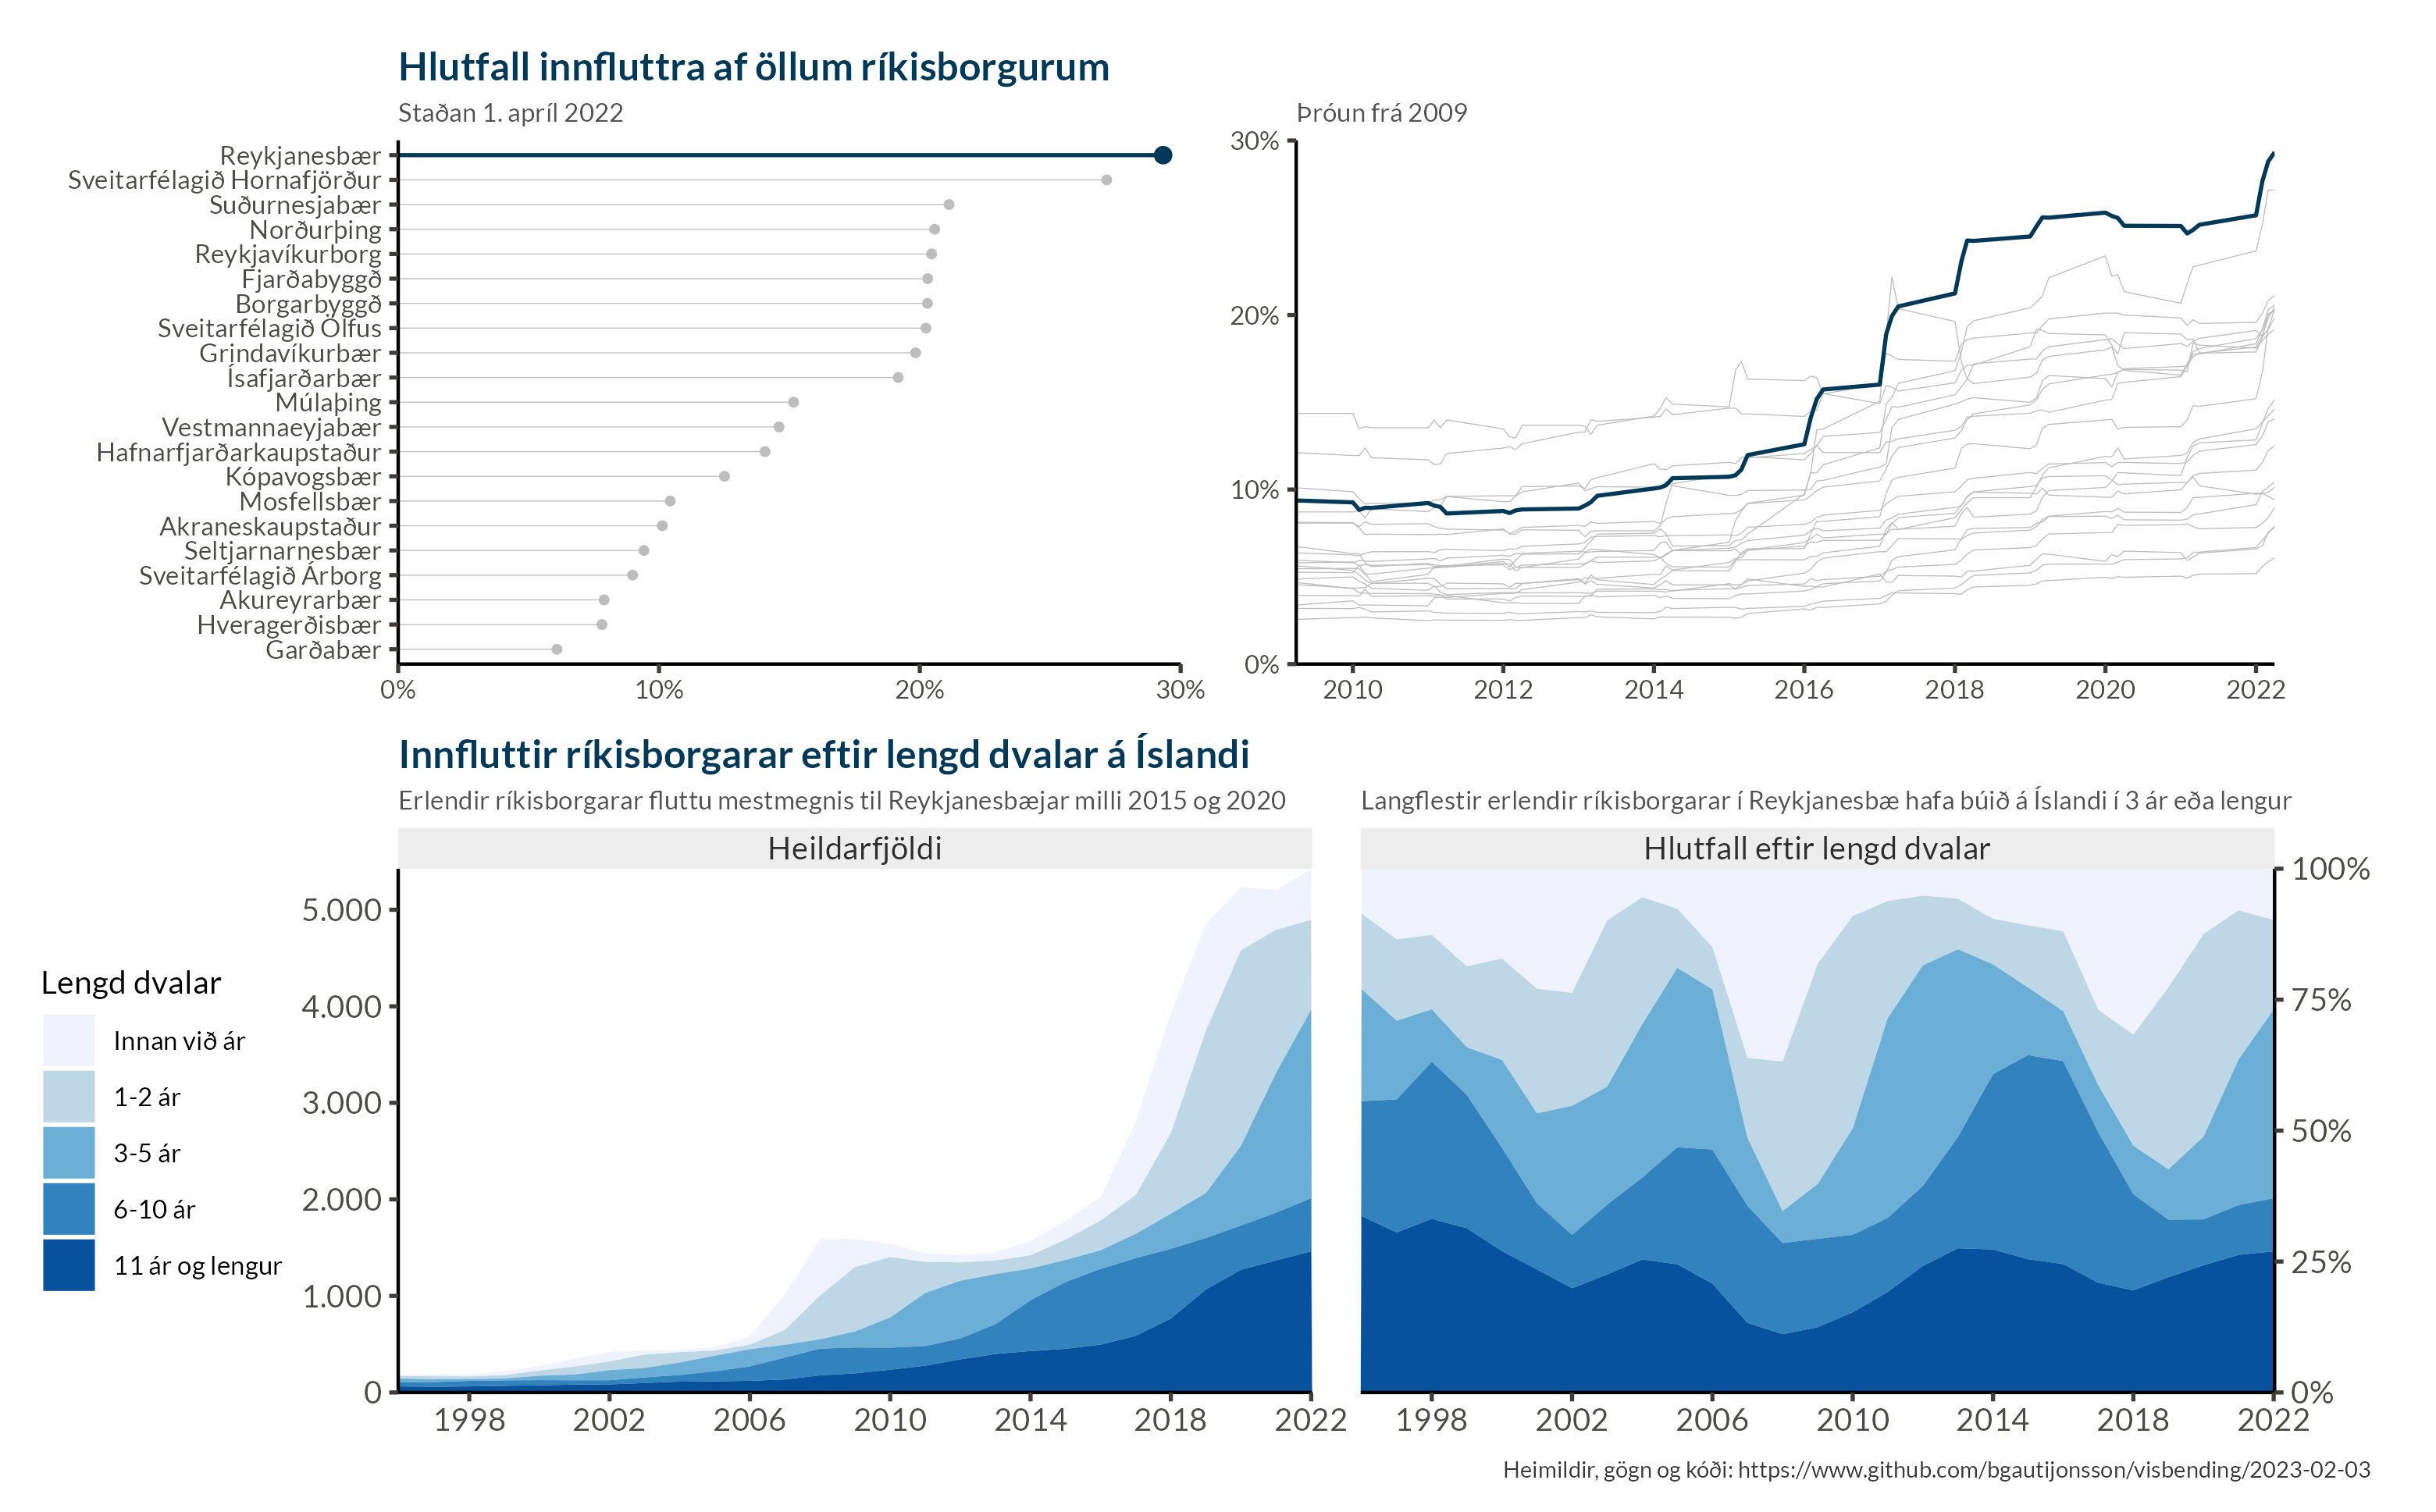 Hlutfall innfluttra af öllum ríkisborgurum
Staðan 1. apríl 2022
Reykjanesbær
Sveitarfélagið Hornafjörður
Suðurnesjabær
Norðurþing
Reykjavíkurborg
Fjarðabyggð
Borgarbyggð
Sveitarfélagið Ölfus
Grindavíkurbær
Ísafjarðarbær
Múlaþing
Vestmannaeyjabær
Hafnarfjarðarkaupstaður
Kópavogsbær
Mosfellsbær
Akraneskaupstaður
Seltjarnarnesbær
Sveitarfélagið Árborg
Akureyrarbær
Hveragerðisbær
Garðabær
0% 10% 20% 30%
Þróun frá 2009
30%
20%
10%
0%
2010 2012 2014 2016 2018 2020 2022
Innfluttir ríkisborgarar eftir lengd dvalar á Íslandi
Erlendir ríkisborgarar fluttu mestmegnis til Reykjanesbæjar milli 2015 og 2020
Heildarfjöldi
5.000
4.000
3.000
2.000
1.000
0
1998 2002 2006 2010 2014 2018 2022
Lengd dvalar
Innan við ár
1-2 ár
3-5 ár
6-10 ár
11 ár og lengur
Langflestir erlendir ríkisborgarar í Reykjanesbæ hafa búið á Íslandi í 3 ár eða lengur
Hlutfall eftir lengd dvalar
100%
75%
50%
25%
0%
1998 2002 2006 2010 2014 2018 2022
Heimildir, gögn og kóði: https://www.github.com/bgautijonsson/visbending/2023-02-03